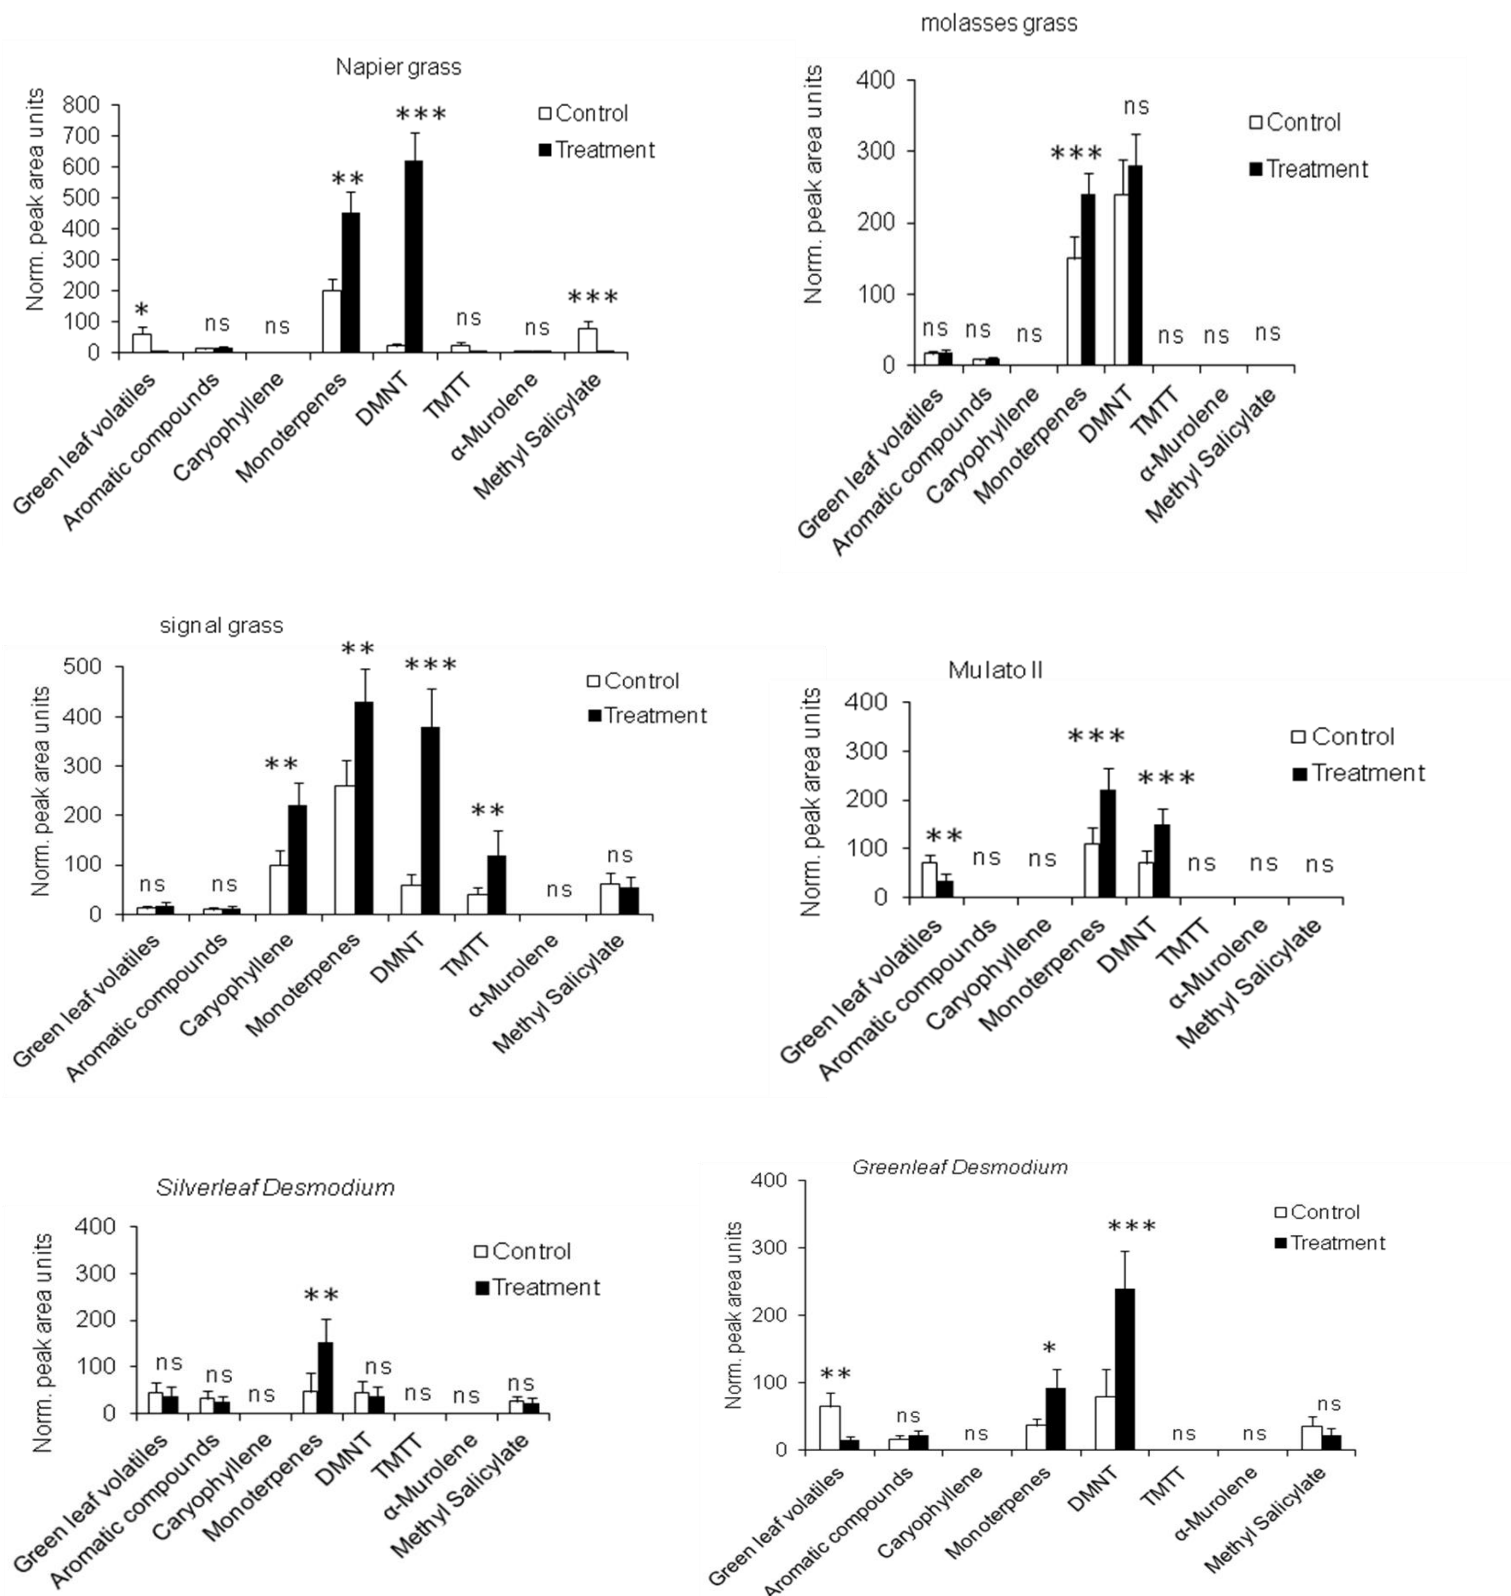 Napier grass
Norm. peak area units
800
700
600
500
400
300
200
100
0
Control
Treatment
*
ns
ns
**
***
ns
ns
***
Green leaf volatiles
Aromatic compounds
Caryophyllene
Monoterpenes
DMNT
TMTT
α-Murolene
Methyl Salicylate
molasses grass
Norm. peak area units
400
300
200
100
0
Control
Treatment
ns
ns
ns
***
ns
ns
ns
ns
Green leaf volatiles
Aromatic compounds
Caryophyllene
Monoterpenes
DMNT
TMTT
α-Murolene
Methyl Salicylate
signal grass
Norm. peak area units
500
400
300
200
100
0
Control
Treatment
ns
ns
**
**
***
**
ns
ns
Green leaf volatiles
Aromatic compounds
Caryophyllene
Monoterpenes
DMNT
TMTT
α-Murolene
Methyl Salicylate
Mulato II
Norm. peak area units
400
300
200
100
0
Control
Treatment
**
ns
ns
***
***
ns
ns
ns
Green leaf volatiles
Aromatic compounds
Caryophyllene
Monoterpenes
DMNT
TMTT
α-Murolene
Methyl Salicylate
Silverleaf Desmodium
Norm. peak area units
400
300
200
100
0
Control
Treatment
ns
ns
ns
**
ns
ns
ns
ns
Green leaf volatiles
Aromatic compounds
Caryophyllene
Monoterpenes
DMNT
TMTT
α-Murolene
Methyl Salicylate
Greenleaf Desmodium
Norm. peak area units
400
300
200
100
0
Control
Treatment
**
ns
ns
*
***
ns
ns
ns
Green leaf volatiles
Aromatic compounds
Caryophyllene
Monoterpenes
DMNT
TMTT
α-Murolene
Methyl Salicylate